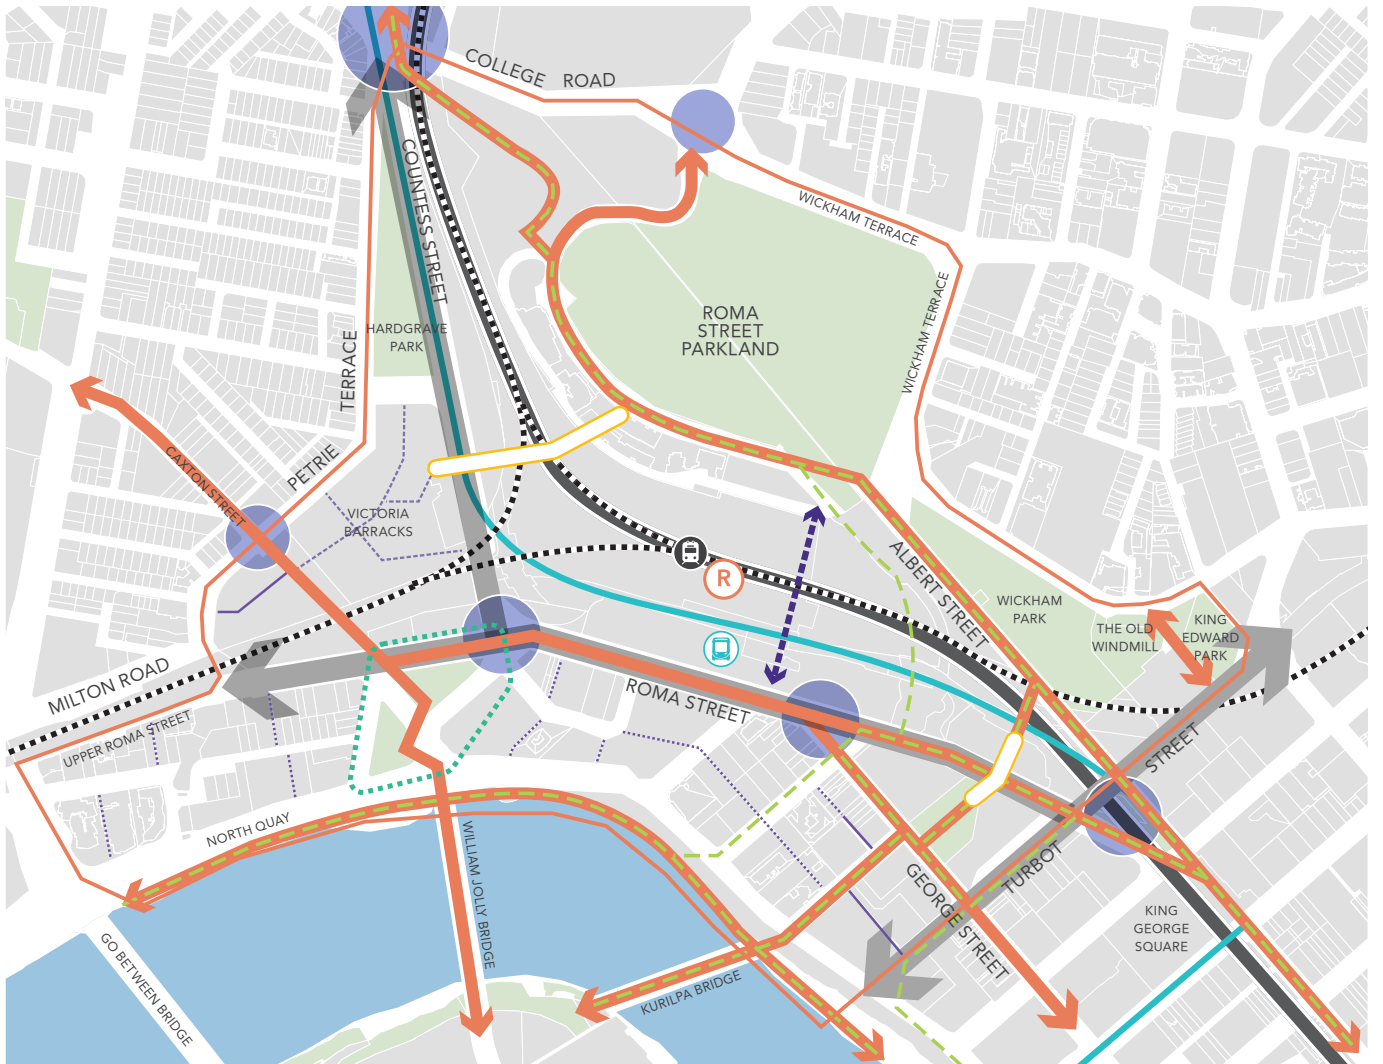 COLLEGE ROAD
COUNTESS STREET
WICKHAM TERRACE
WICKHAM TERRACE
HARDGRAVE
PARK
ROMA
STREET
PARKLAND
TERRACE
PETRIE
CAXTON STREET
VICTORIA
BARRACKS
R
ALBERT STREET
WICKHAM
PARK
THE OLD
WINDMILL
KING
EDWARD
PARK
MILTON ROAD
UPPER ROMA STREET
ROMA STREET
STREET
TURBOT
NORTH QUAY
WILLIAM JOLLY BRIDGE
GEORGE STREET
KING
GEORGE
SQUARE
GO BETWEEN BRIDGE
KURILPA BRIDGE